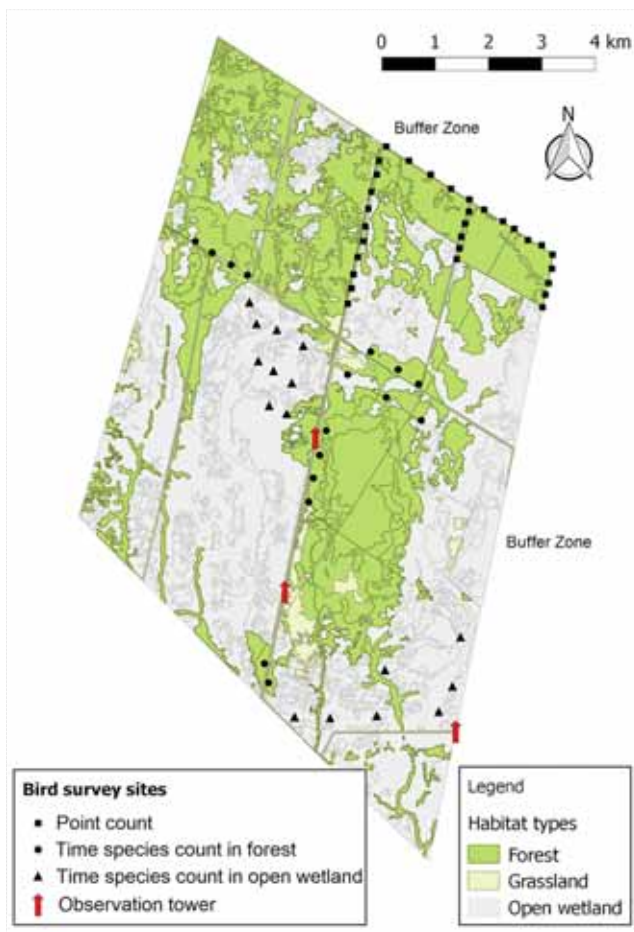 0 1 2 3 4 km
Buffer Zone
N
Buffer Zone
Bird survey sites
Point count
Time species count in forest
Time species count in open wetland
Observation tower
Legend
Habitat types
Forest
Grassland
Open wetland